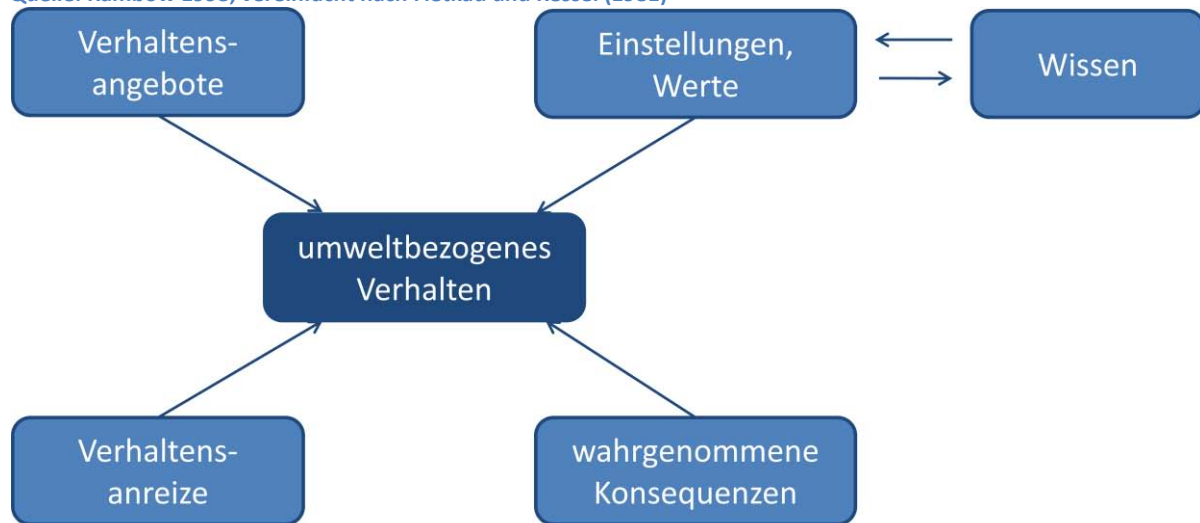 Verhaltens-
angebote
Einstellungen,
Werte
Wissen
umweltbezogenes
Verhalten
Verhaltens-
anreize
wahrgenommene
Konsequenzen